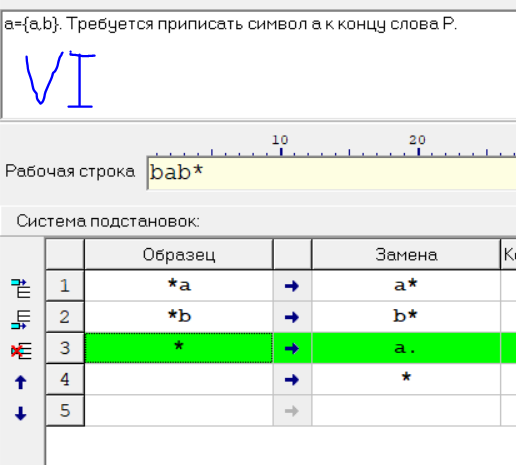 a={a,b}. Требуется приписать символ a к концу слова P.
VI
10 20
Рабочая строка bab*
Система подстановок:
Образец Замена К
1 *a → a*
2 *b → b*
3 * → a.
4 → *
5 →